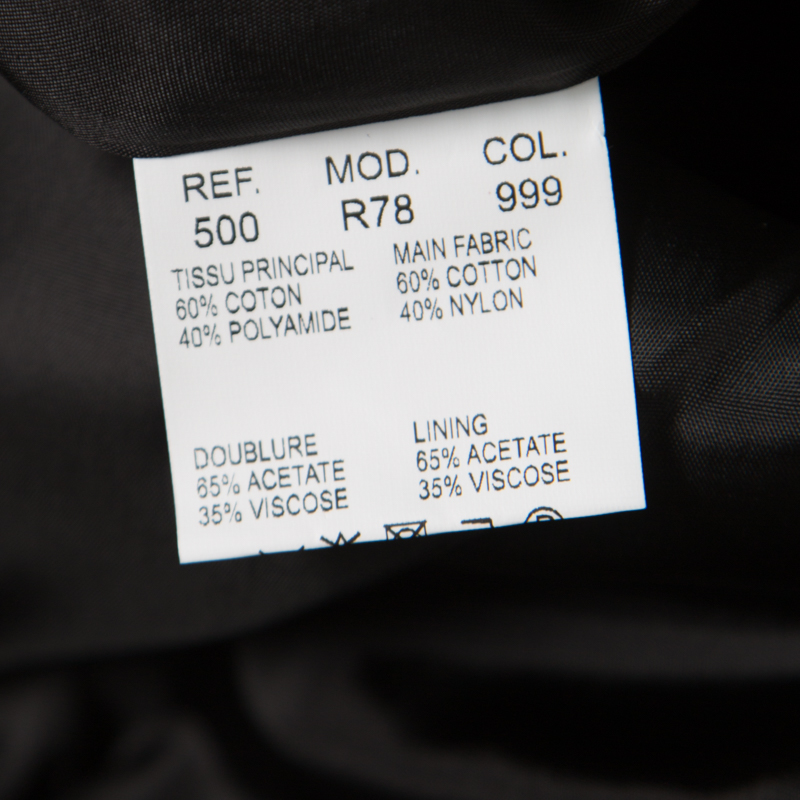 REF. MOD. COL.
500 R78 999
TISSU PRINCIPAL
60% COTON
40% POLYAMIDE
MAIN FABRIC
60% COTTON
40% NYLON
DOUBLURE
65% ACETATE
35% VISCOSE
LINING
65% ACETATE
35% VISCOSE